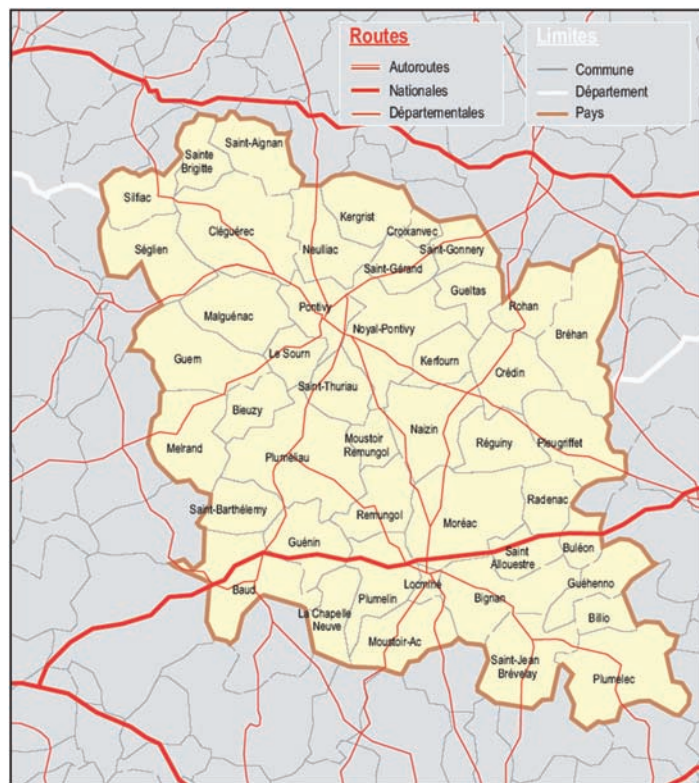 Routes
Autoroutes
Nationales
Départementales
Limites
Commune
Département
Pays
Saint-Aignan
Sainte
Brigitte
Silfiac
Kergrist
Cléguérec
Croixanvec
Séglien
Neulliac
Saint-Gonnery
Saint-Gérand
Gueltas
Rohan
Pontivy
Malguénac
Noyal-Pontivy
Bréhan
Guern
Le Sourn
Kerfourn
Crédin
Saint-Thuriau
Bieuzy
Naizin
Moustoir
Remungol
Réguiny
Pleugriffet
Melrand
Pluméliau
Radenac
Saint-Barthélemy
Remungol
Moréac
Guénin
Saint
Allouestre
Buléon
Locminé
Guéhenno
Baud
Plumelin
Bignan
La Chapelle
Neuve
Billio
Moustoir-Ac
Saint-Jean
Brévelay
Plumelec